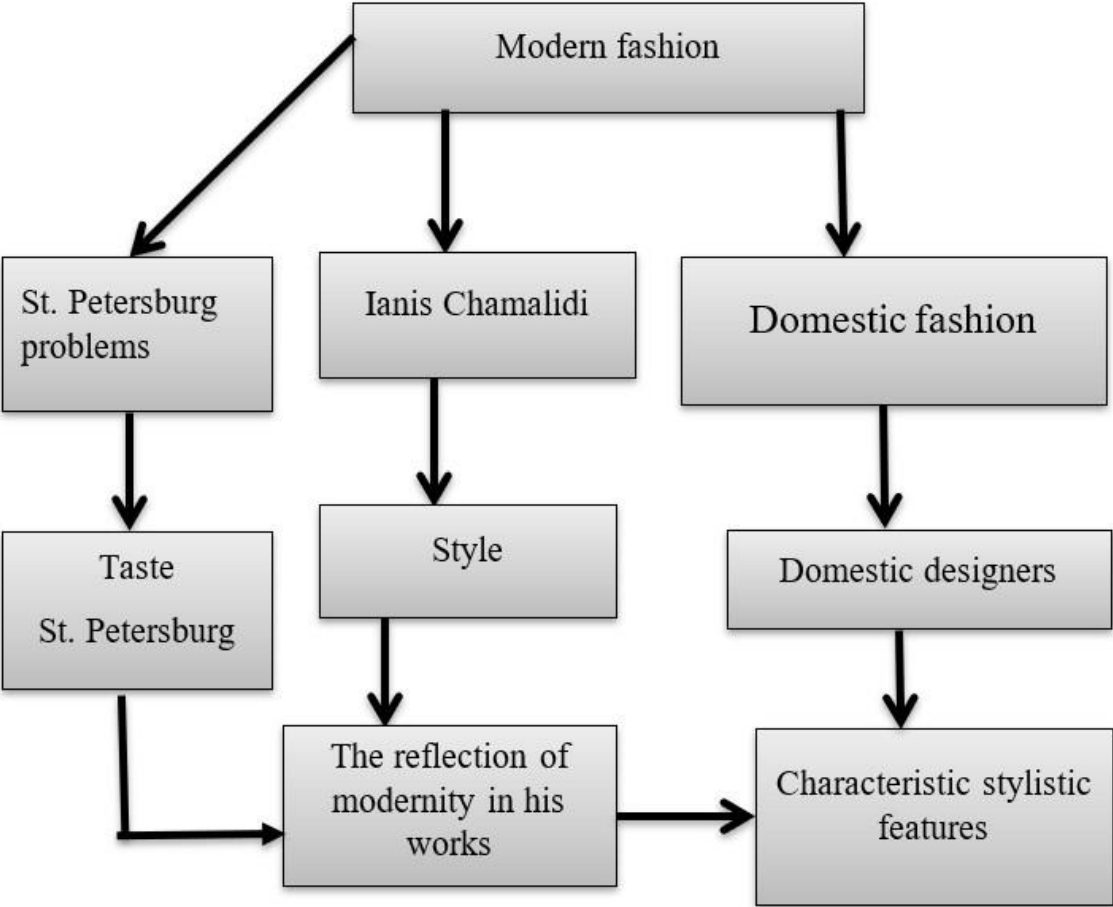 Modern fashion
St. Petersburg
problems
Ianis Chamalidi
Domestic fashion
Taste
St. Petersburg
Style
Domestic designers
The reflection of
modernity in his
works
Characteristic stylistic
features